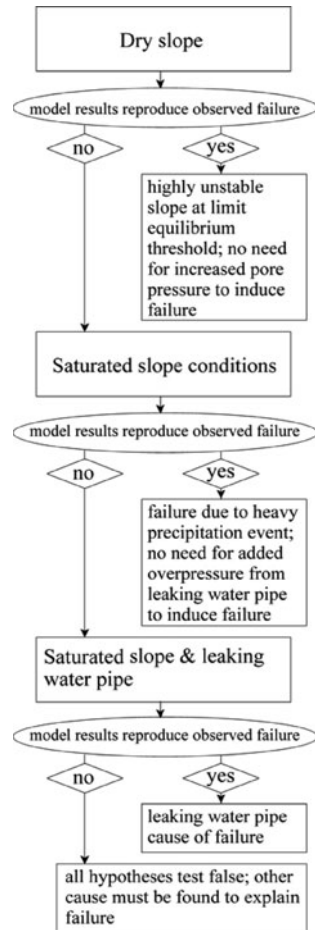 Dry slope
model results reproduce observed failure
no
yes
highly unstable
slope at limit
equilibrium
threshold; no need
for increased pore
pressure to induce
failure
Saturated slope conditions
model results reproduce observed failure
no
yes
failure due to heavy
precipitation event;
no need for added
overpressure from
leaking water pipe
to induce failure
Saturated slope & leaking
water pipe
model results reproduce observed failure
no
yes
leaking water pipe
cause of failure
all hypotheses test false; other
cause must be found to explain
failure